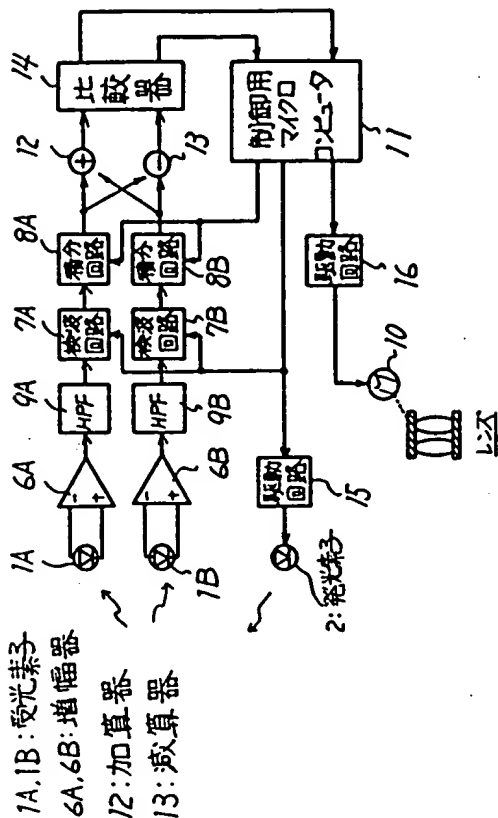 1A,1B:受光素子
6A,6B:増幅器
12:加算器
13:減算器
1A
6A
-
+
9A
HPF
7A
検波
回路
8A
積分
回路
12
+
14
比較器
1B
6B
-
+
9B
HPF
7B
検波
回路
8B
積分
回路
13
-
制御用
マイクロ
コンピュータ
11
2:発光素子
駆動
回路
15
駆動
回路
16
10
M
レンズ